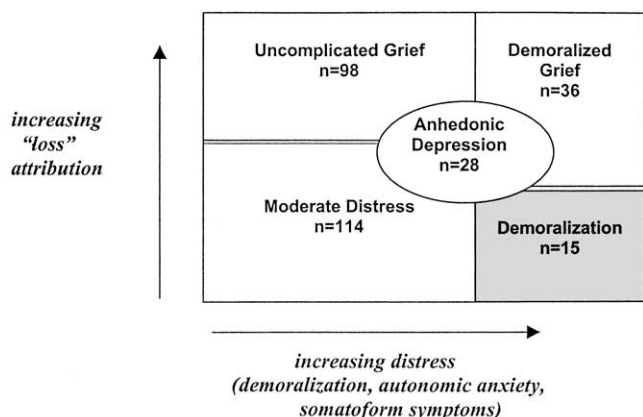 Uncomplicated Grief
n=98
Demoralized
Grief
n=36
increasing
“loss”
attribution
Anhedonic
Depression
n=28
Moderate Distress
n=114
Demoralization
n=15
increasing distress
(demoralization, autonomic anxiety,
somatoform symptoms)